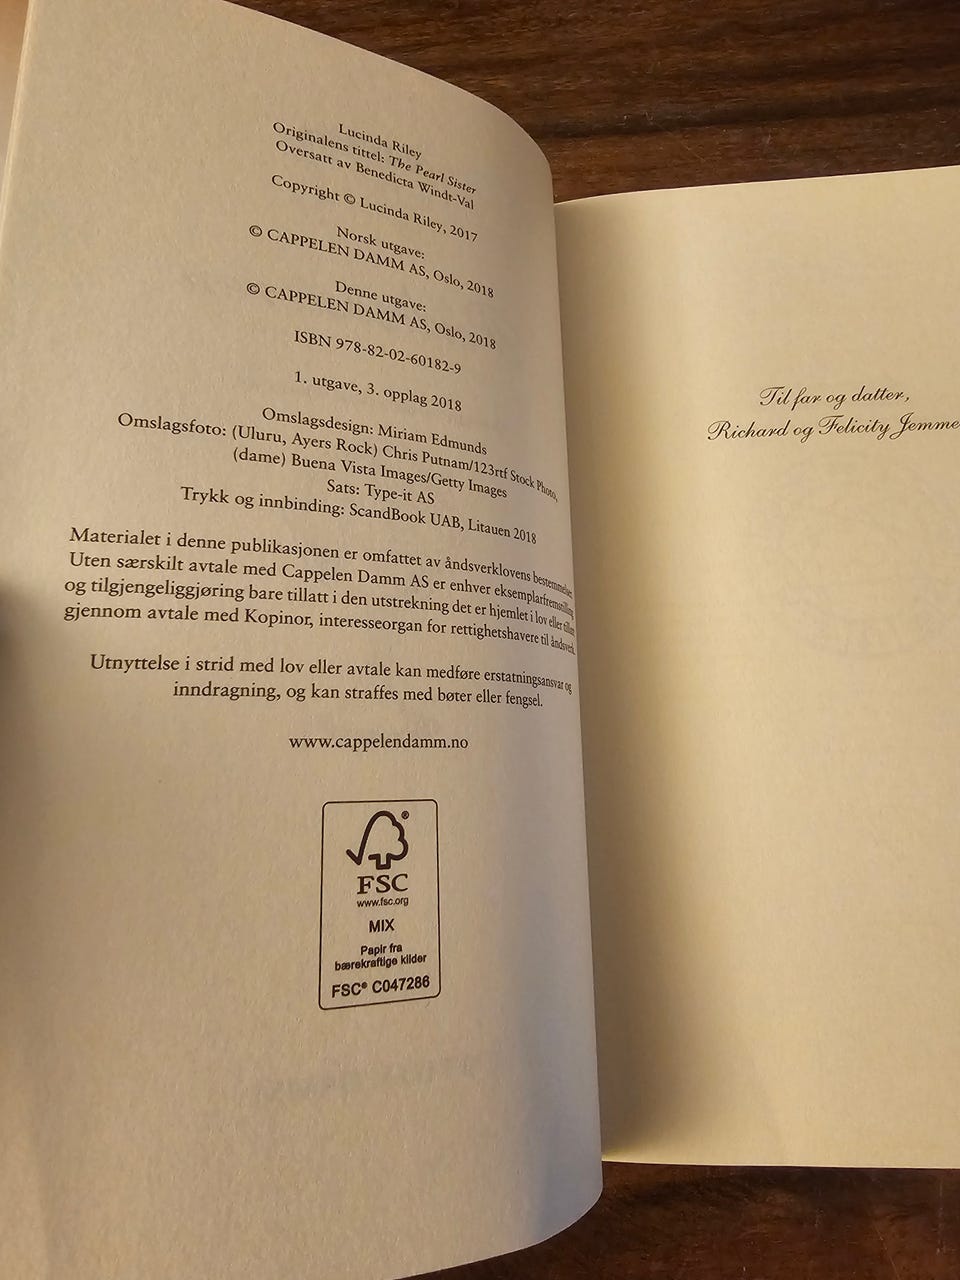 Lucinda Riley
Originalens tittel: The Pearl Sister
Oversatt av Benedicta Windt-Val
Copyright © Lucinda Riley, 2017
Norsk utgave:
© CAPPELEN DAMM AS, Oslo, 2018
Denne utgave:
© CAPPELEN DAMM AS, Oslo, 2018
ISBN 978-82-02-60182-9
1. utgave, 3. opplag 2018
Omslagsdesign: Miriam Edmunds
Omslagsfoto: (Uluru, Ayers Rock) Chris Putnam/123rtf Stock Photo,
(dame) Buena Vista Images/Getty Images
Sats: Type-it AS
Trykk og innbinding: ScandBook UAB, Litauen 2018
Materialet i denne publikasjonen er omfattet av åndsverklovens bestemmelser.
Uten særskilt avtale med Cappelen Damm AS er enhver eksemplarfremstilling
og tilgjengeliggjøring bare tillatt i den utstrekning det er hjemlet i lov eller tillatt
gjennom avtale med Kopinor, interesseorgan for rettighetshavere til åndsverk.
Utnyttelse i strid med lov eller avtale kan medføre erstatningsansvar og
inndragning, og kan straffes med bøter eller fengsel.
www.cappelendamm.no
®
FSC
www.fsc.org
MIX
Papir fra
bærekraftige kilder
FSC® C047286
Til far og datter,
Richard og Felicity Jemme